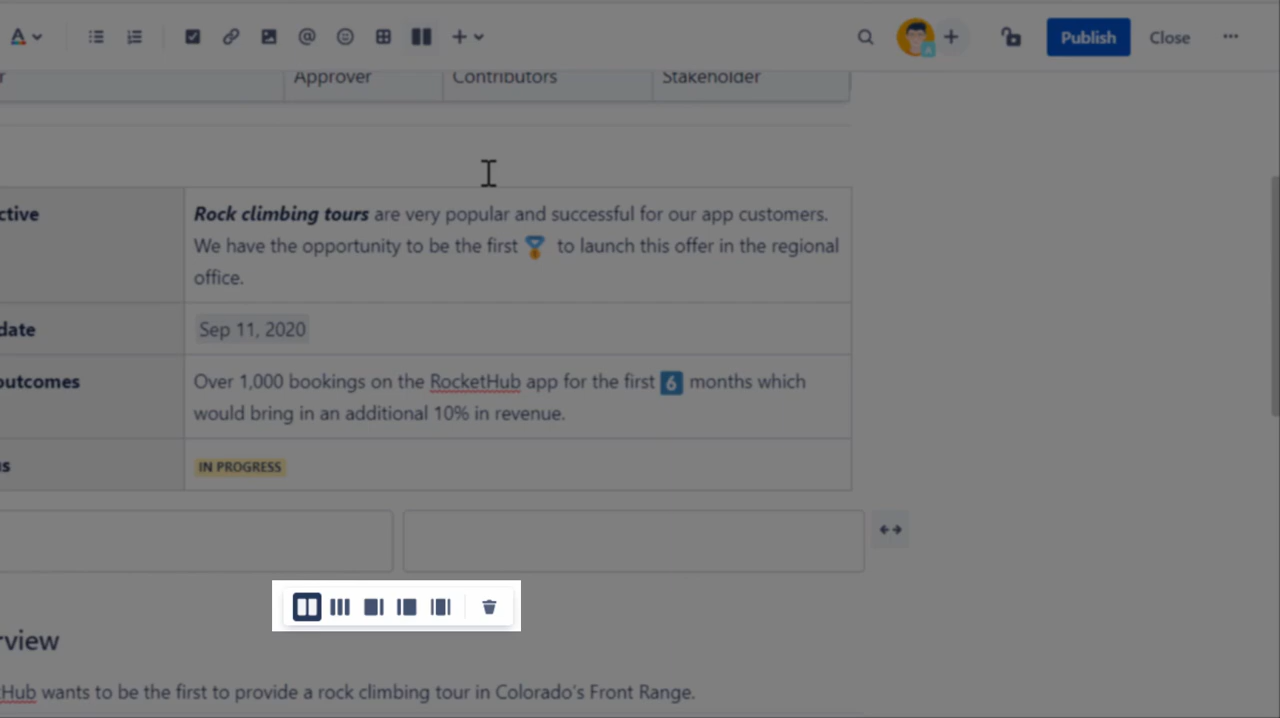 Publish
Close
r
Approver
Contributors
Stakeholder
ctive
Rock climbing tours are very popular and successful for our app customers.
We have the opportunity to be the first 🏅 to launch this offer in the regional
office.
date
Sep 11, 2020
outcomes
Over 1,000 bookings on the RocketHub app for the first 6 months which
would bring in an additional 10% in revenue.
s
IN PROGRESS
rview
tHub wants to be the first to provide a rock climbing tour in Colorado's Front Range.